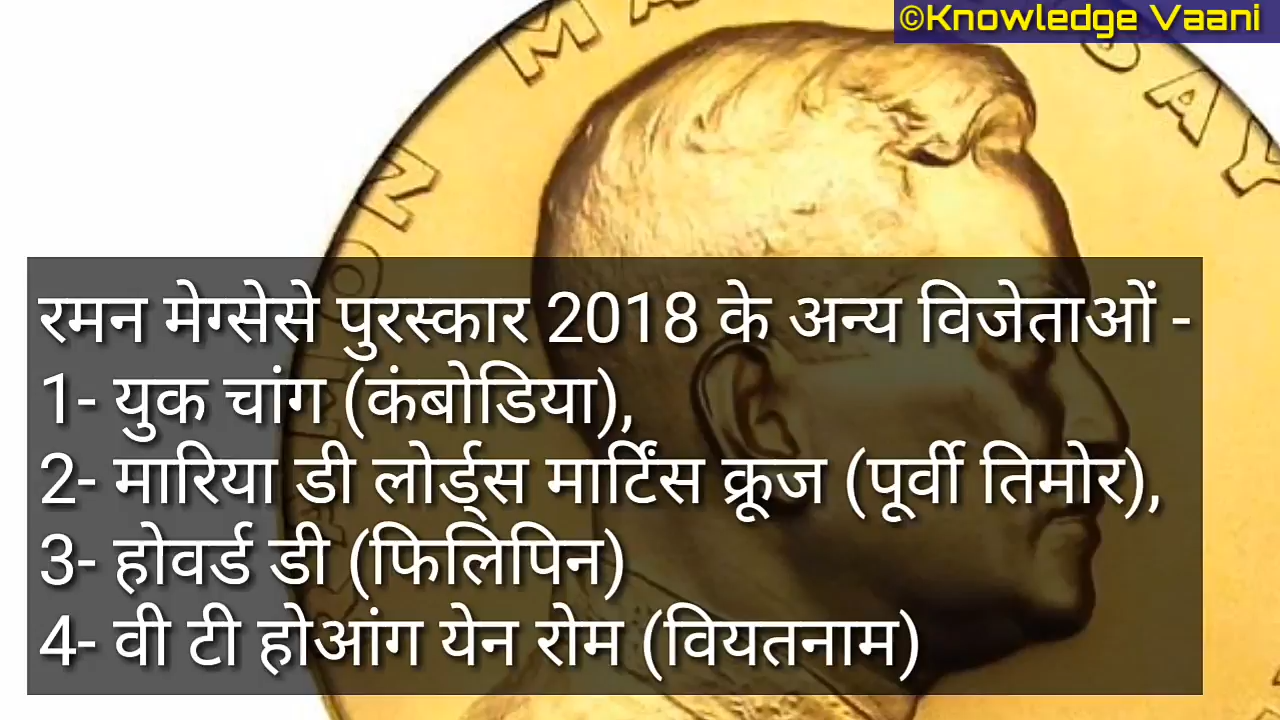 ©Knowledge Vaani
रमन मेग्सेसे पुरस्कार 2018 के अन्य विजेताओं -
1- युक चांग (कंबोडिया),
2- मारिया डी लोर्ड्स मार्टिंस क्रूज (पूर्वी तिमोर),
3- होवर्ड डी (फिलिपिन)
4- वी टी होआंग येन रोम (वियतनाम)